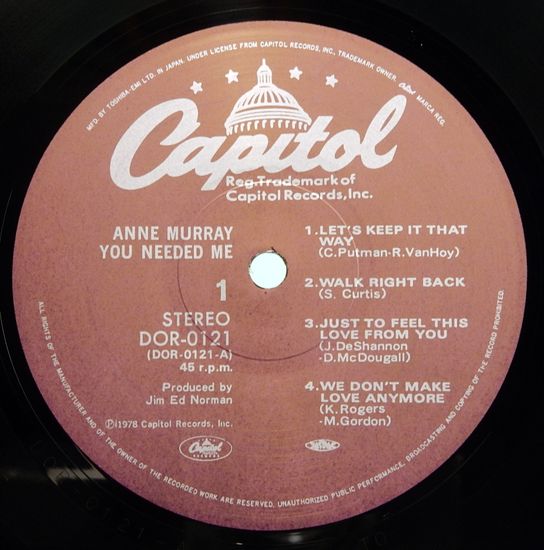 MFD. BY TOSHIBA-EMI LTD. IN JAPAN. UNDER LICENSE FROM CAPITOL RECORDS, INC., TRADEMARK OWNER. Capitol MARCA REG.
Capitol
Reg. Trademark of
Capitol Records, Inc.
ANNE MURRAY
YOU NEEDED ME
1
STEREO
DOR-0121
(DOR-0121-A)
45 r.p.m.
Produced by
Jim Ed Norman
Ⓟ1978 Capitol Records, Inc.
1.LET'S KEEP IT THAT
WAY
(C.Putman-R.VanHoy)
2.WALK RIGHT BACK
(S. Curtis)
3.JUST TO FEEL THIS
LOVE FROM YOU
(J.DeShannon
-D.McDougall)
4.WE DON'T MAKE
LOVE ANYMORE
(K. Rogers
-M.Gordon)
Capitol
ALL RIGHTS OF THE MANUFACTURER AND OF THE OWNER OF THE RECORDED WORK ARE RESERVED. UNAUTHORIZED PUBLIC PERFORMANCE, BROADCASTING AND COPYING OF THE RECORD PROHIBITED.